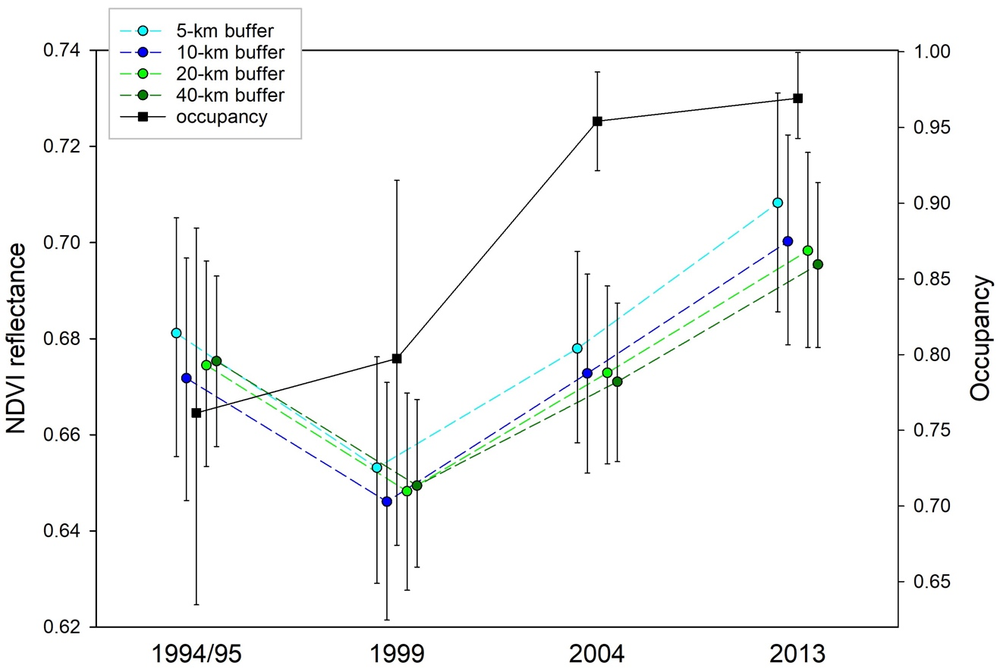 5-km buffer
10-km buffer
20-km buffer
40-km buffer
occupancy
0.74
0.72
0.70
0.68
0.66
0.64
0.62
NDVI reflectance
1.00
0.95
0.90
0.85
0.80
0.75
0.70
0.65
Occupancy
1994/95 1999 2004 2013